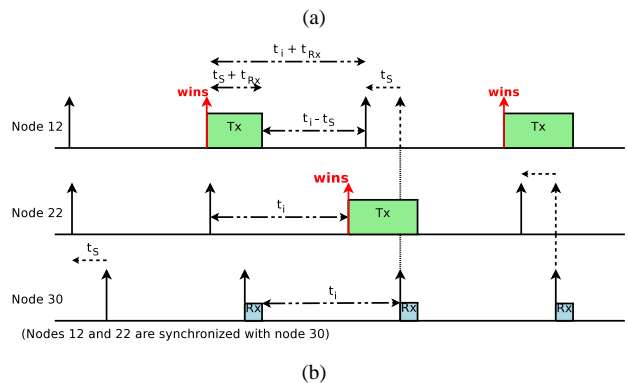 (a)
t_i + t_Rx
t_S + t_Rx
t_S
wins
wins
Node 12
Tx
t_i - t_S
Tx
wins
Node 22
t_i
Tx
t_S
Node 30
t_i
Rx
Rx
Rx
(Nodes 12 and 22 are synchronized with node 30)
(b)